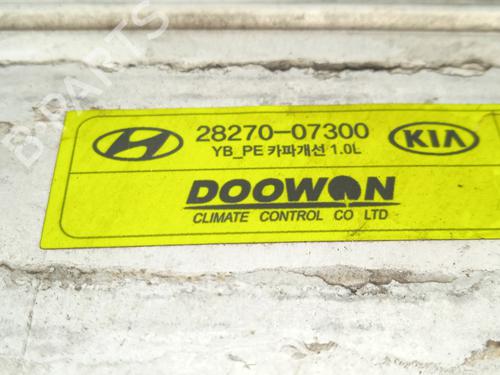 28270-07300
KIA
YB_PE 카파개선 1.0L
DOOWON
CLIMATE CONTROL CO LTD
B-PARTS